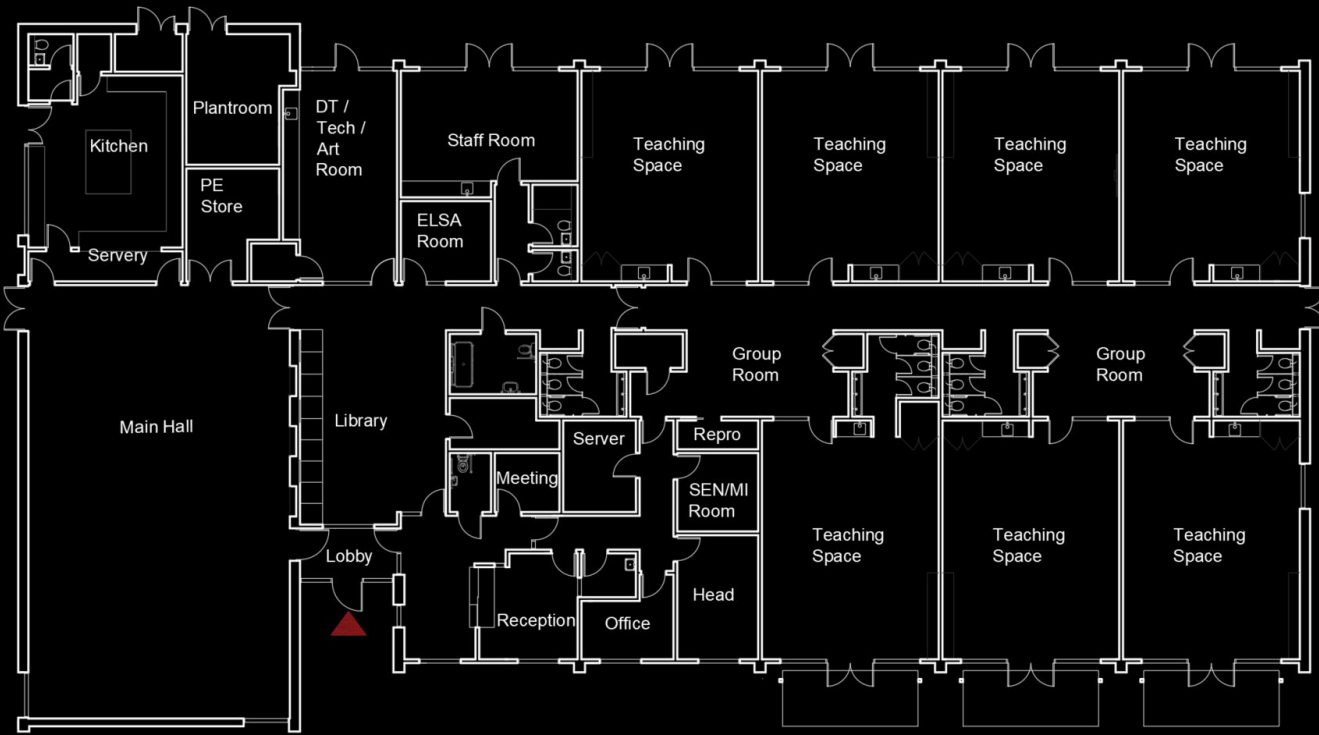 Plantroom
DT /
Tech /
Art
Room
Kitchen
Staff Room
Teaching
Space
Teaching
Space
Teaching
Space
Teaching
Space
PE
Store
ELSA
Room
Servery
Group
Room
Group
Room
Main Hall
Library
Server
Repro
Meeting
SEN/MI
Room
Lobby
Teaching
Space
Teaching
Space
Teaching
Space
Head
Reception
Office